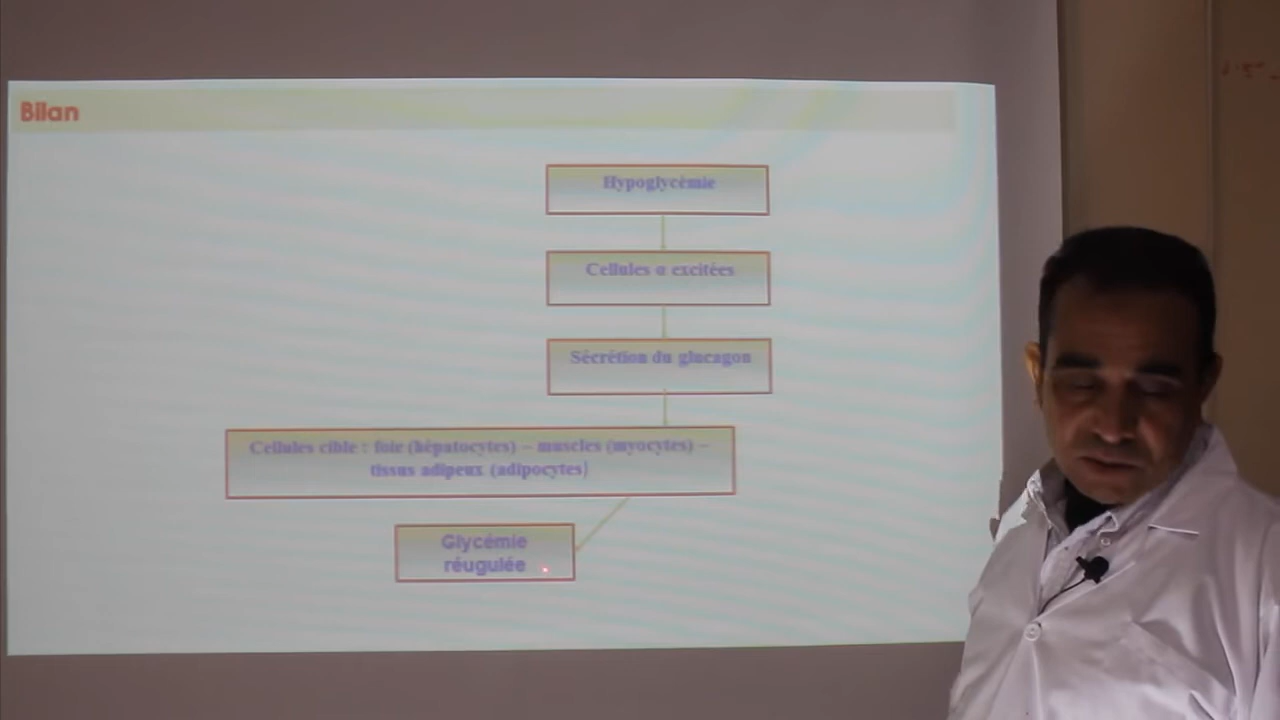 Bilan
Hypoglycémie
Cellules α excitées
Sécrétion du glucagon
Cellules cible : foie (hépatocytes) – muscles (myocytes) –
tissus adipeux (adipocytes)
Glycémie
réugulée